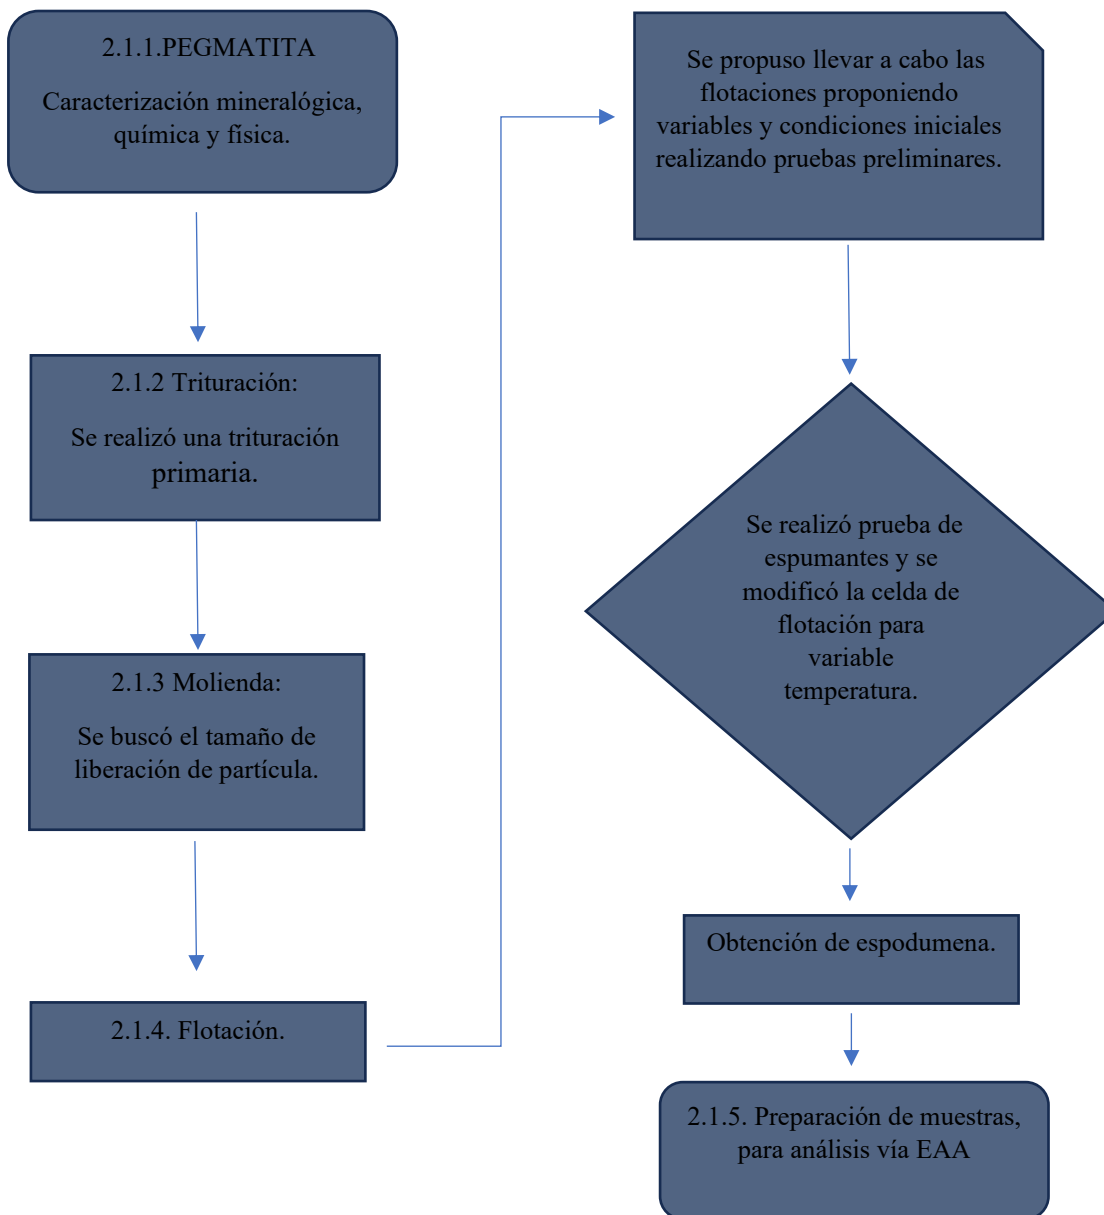 2.1.1.PEGMATITA
Caracterización mineralógica,
química y física.
2.1.2 Trituración:
Se realizó una trituración
primaria.
2.1.3 Molienda:
Se buscó el tamaño de
liberación de partícula.
2.1.4. Flotación.
Se propuso llevar a cabo las
flotaciones proponiendo
variables y condiciones iniciales
realizando pruebas preliminares.
Se realizó prueba de
espumantes y se
modificó la celda de
flotación para
variable
temperatura.
Obtención de espodumena.
2.1.5. Preparación de muestras,
para análisis vía EAA